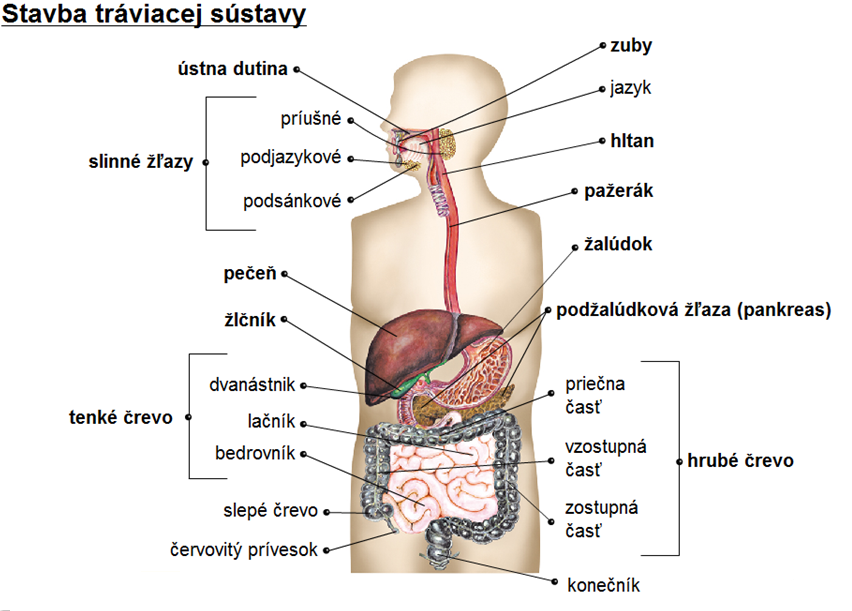 Stavba tráviacej sústavy
ústna dutina
slinné žľazy
príušné
podjazykové
podsánkové
pečeň
žlčník
tenké črevo
dvanástnik
lačník
bedrovník
slepé črevo
červovitý prívesok
zuby
jazyk
hltan
pažerák
žalúdok
podžalúdková žľaza (pankreas)
priečna
časť
vzostupná
časť
zostupná
časť
hrubé črevo
konečník